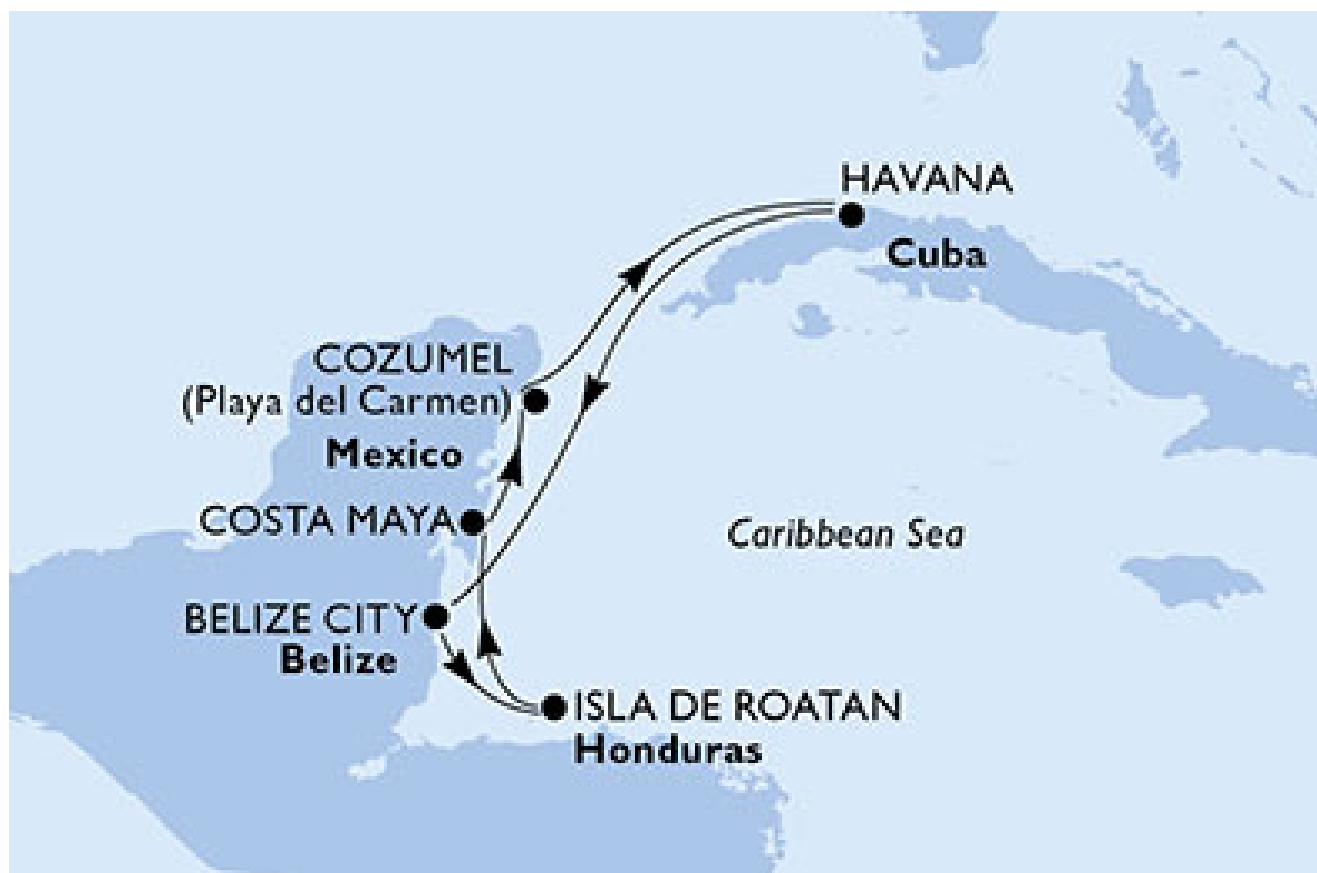 HAVANA
Cuba
COZUMEL
(Playa del Carmen)
Mexico
COSTA MAYA
Caribbean Sea
BELIZE CITY
Belize
ISLA DE ROATAN
Honduras